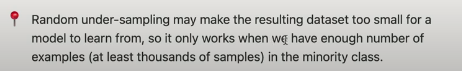 Random under-sampling may make the resulting dataset too small for a
model to learn from, so it only works when we have enough number of
examples (at least thousands of samples) in the minority class.